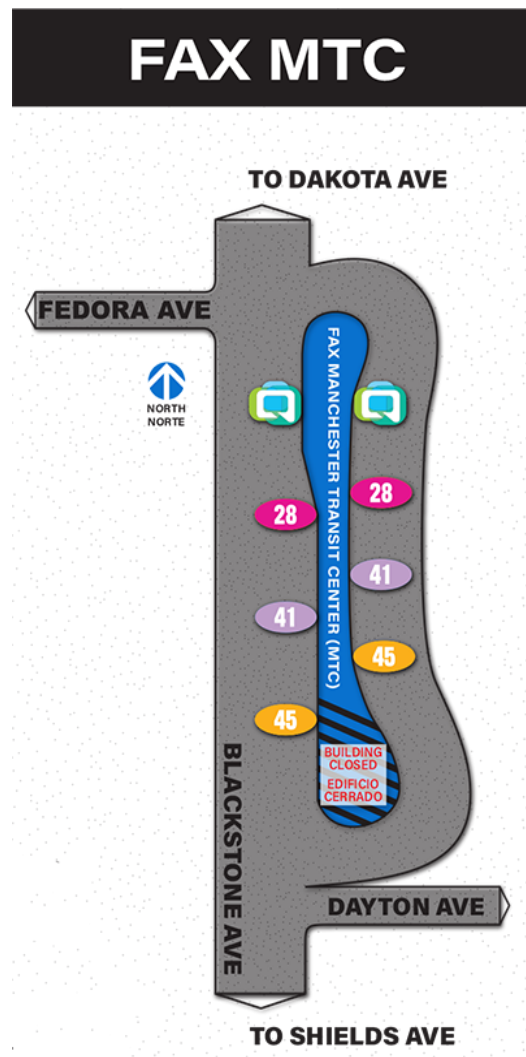 FAX MTC
TO DAKOTA AVE
FEDORA AVE
NORTH
NORTE
FAX MANCHESTER TRANSIT CENTER (MTC)
28
28
41
41
45
45
BUILDING
CLOSED
EDIFICIO
CERRADO
BLACKSTONE AVE
DAYTON AVE
TO SHIELDS AVE